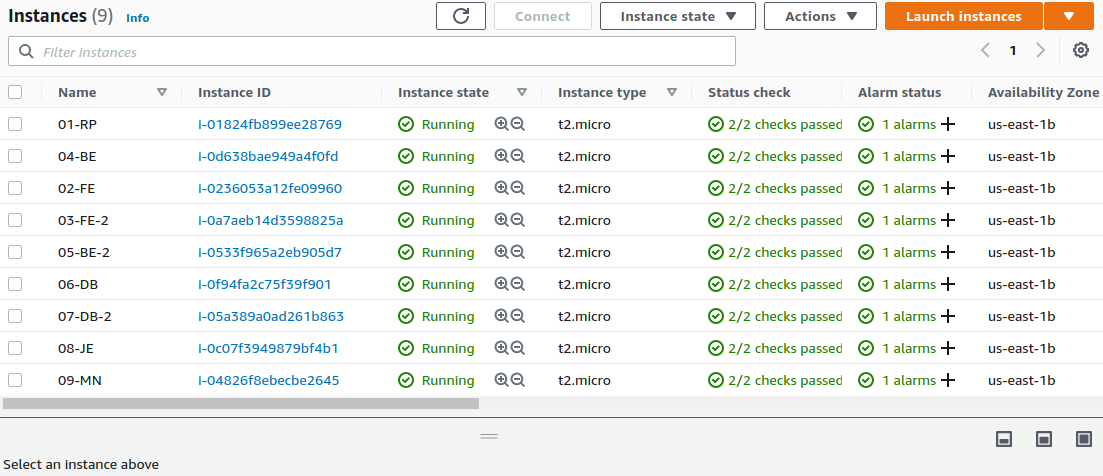 Instances (9) Info Connect Instance state Actions Launch instances
Filter instances 1
Name Instance ID Instance state Instance type Status check Alarm status Availability Zone
01-RP i-01824fb899ee28769 Running t2.micro 2/2 checks passed 1 alarms us-east-1b
04-BE i-0d638bae949a4f0fd Running t2.micro 2/2 checks passed 1 alarms us-east-1b
02-FE i-0236053a12fe09960 Running t2.micro 2/2 checks passed 1 alarms us-east-1b
03-FE-2 i-0a7aeb14d3598825a Running t2.micro 2/2 checks passed 1 alarms us-east-1b
05-BE-2 i-0533f965a2eb905d7 Running t2.micro 2/2 checks passed 1 alarms us-east-1b
06-DB i-0f94fa2c75f39f901 Running t2.micro 2/2 checks passed 1 alarms us-east-1b
07-DB-2 i-05a389a0ad261b863 Running t2.micro 2/2 checks passed 1 alarms us-east-1b
08-JE i-0c07f3949879bf4b1 Running t2.micro 2/2 checks passed 1 alarms us-east-1b
09-MN i-04826f8ebecbe2645 Running t2.micro 2/2 checks passed 1 alarms us-east-1b
Select an instance above